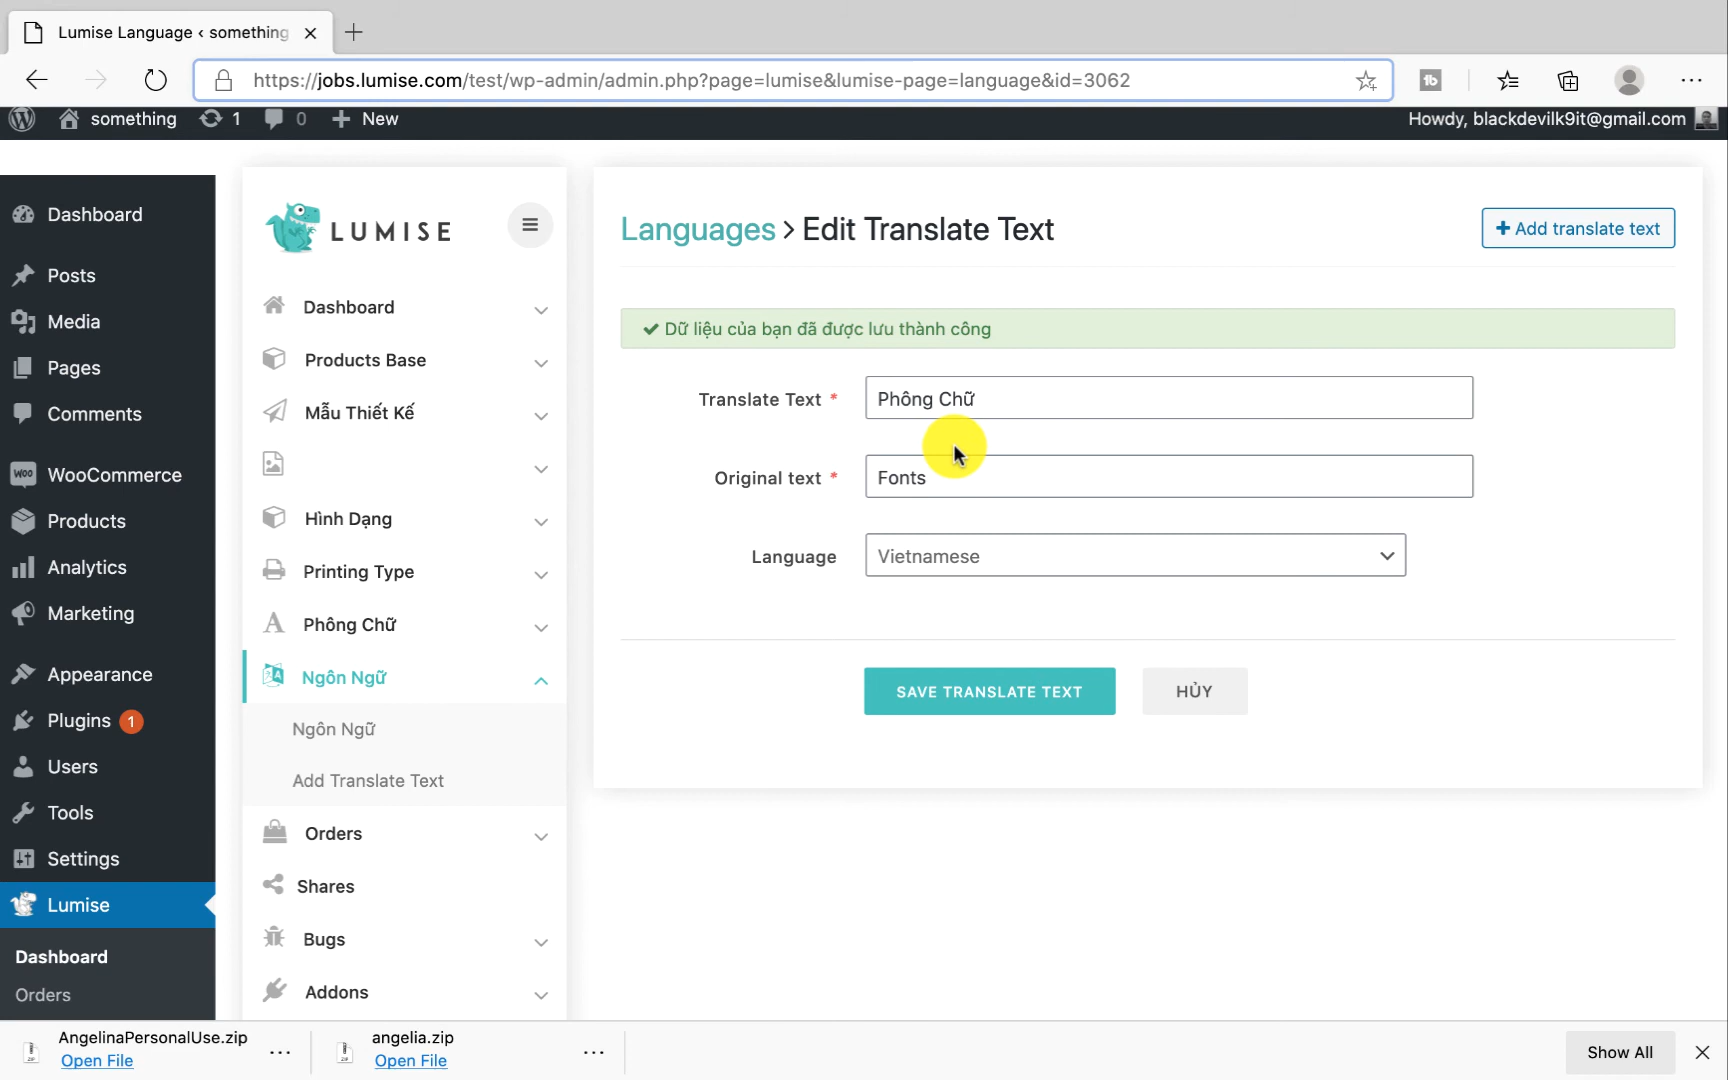 Lumise Language ‹ something
https://jobs.lumise.com/test/wp-admin/admin.php?page=lumise&lumise-page=language&id=3062
something
1
0
New
Howdy, blackdevilk9it@gmail.com
Dashboard
Posts
Media
Pages
Comments
WooCommerce
Products
Analytics
Marketing
Appearance
Plugins 1
Users
Tools
Settings
Lumise
Dashboard
Orders
LUMISE
Dashboard
Products Base
Mẫu Thiết Kế
Hình Dạng
Printing Type
Phông Chữ
Ngôn Ngữ
Ngôn Ngữ
Add Translate Text
Orders
Shares
Bugs
Addons
Languages > Edit Translate Text
+ Add translate text
✔ Dữ liệu của bạn đã được lưu thành công
Translate Text * Phông Chữ
Original text * Fonts
Language Vietnamese
SAVE TRANSLATE TEXT
HỦY
AngelinaPersonalUse.zip
Open File
angelia.zip
Open File
Show All